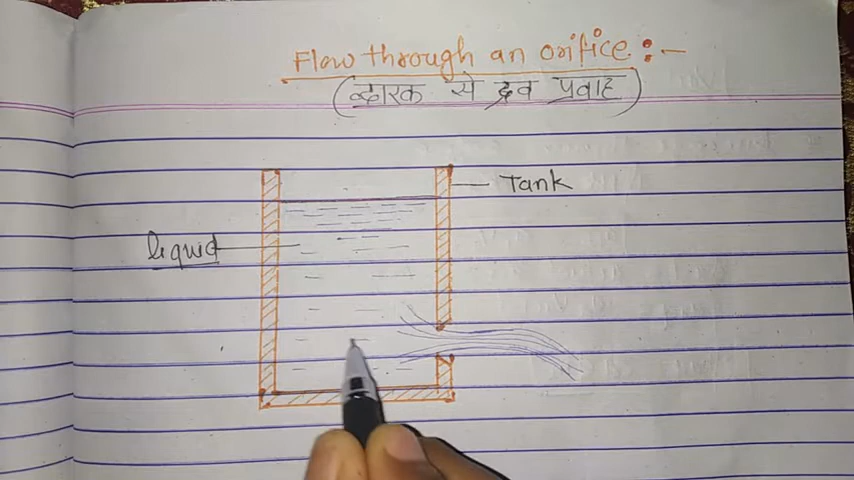 Flow through an orifice :-
(द्वारक से द्रव प्रवाह)
Tank
liquid